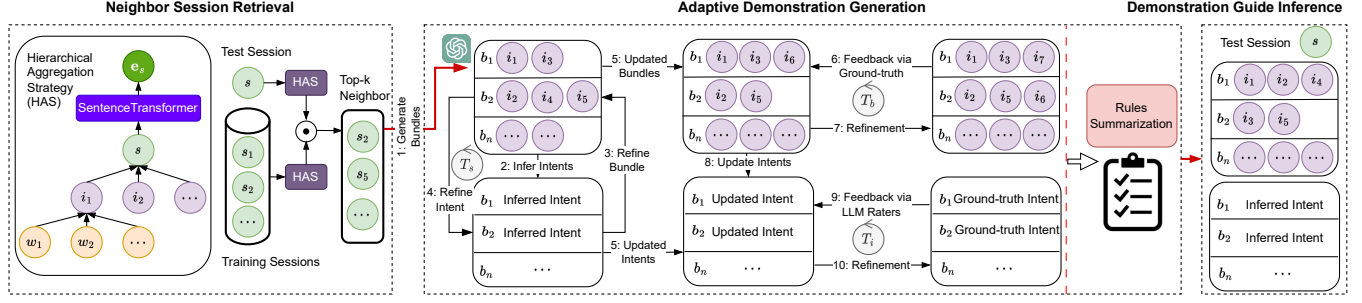 Neighbor Session Retrieval
Hierarchical
Aggregation
Strategy
(HAS)
e_s
SentenceTransformer
s
i_1
i_2
...
w_1
w_2
...
Test Session
s
HAS
s_1
s_2
...
HAS
Training Sessions
Top-k
Neighbor
s_2
s_5
...
Adaptive Demonstration Generation
1: Generate
Bundles
b_1 i_1 i_3
b_2 i_2 i_4 i_5
b_n ... ...
T_s
2: Infer Intents
3: Refine
Bundle
4: Refine
Intent
b_1 Inferred Intent
b_2 Inferred Intent
b_n ...
5: Updated
Bundles
5: Updated
Intents
b_1 i_1 i_3 i_6
b_2 i_2 i_5
b_n ... ... ...
8: Update Intents
b_1 Updated Intent
b_2 Updated Intent
b_n ...
6: Feedback via
Ground-truth
T_b
7: Refinement
9: Feedback via
LLM Raters
T_i
10: Refinement
b_1 i_1 i_3 i_7
b_2 i_2 i_5 i_6
b_n ... ... ...
b_1 Ground-truth Intent
b_2 Ground-truth Intent
b_n ...
Demonstration Guide Inference
Rules
Summarization
Test Session s
b_1 i_1 i_2 i_4
b_2 i_3 i_5
b_n ... ... ...
b_1 Inferred Intent
b_2 Inferred Intent
b_n ...